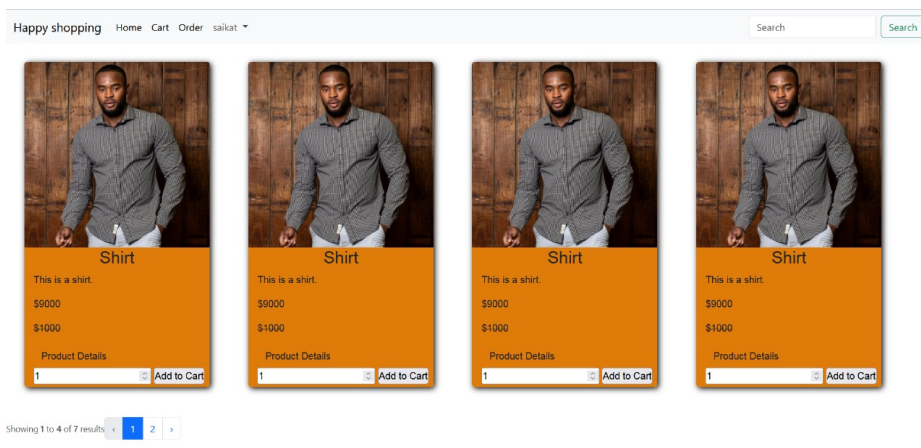 Happy shopping Home Cart Order saikat Search Search
Shirt Shirt Shirt Shirt
This is a shirt. This is a shirt. This is a shirt. This is a shirt.
$9000 $9000 $9000 $9000
$1000 $1000 $1000 $1000
Product Details Product Details Product Details Product Details
1 Add to Cart 1 Add to Cart 1 Add to Cart 1 Add to Cart
Showing 1 to 4 of 7 results ‹ 1 2 ›